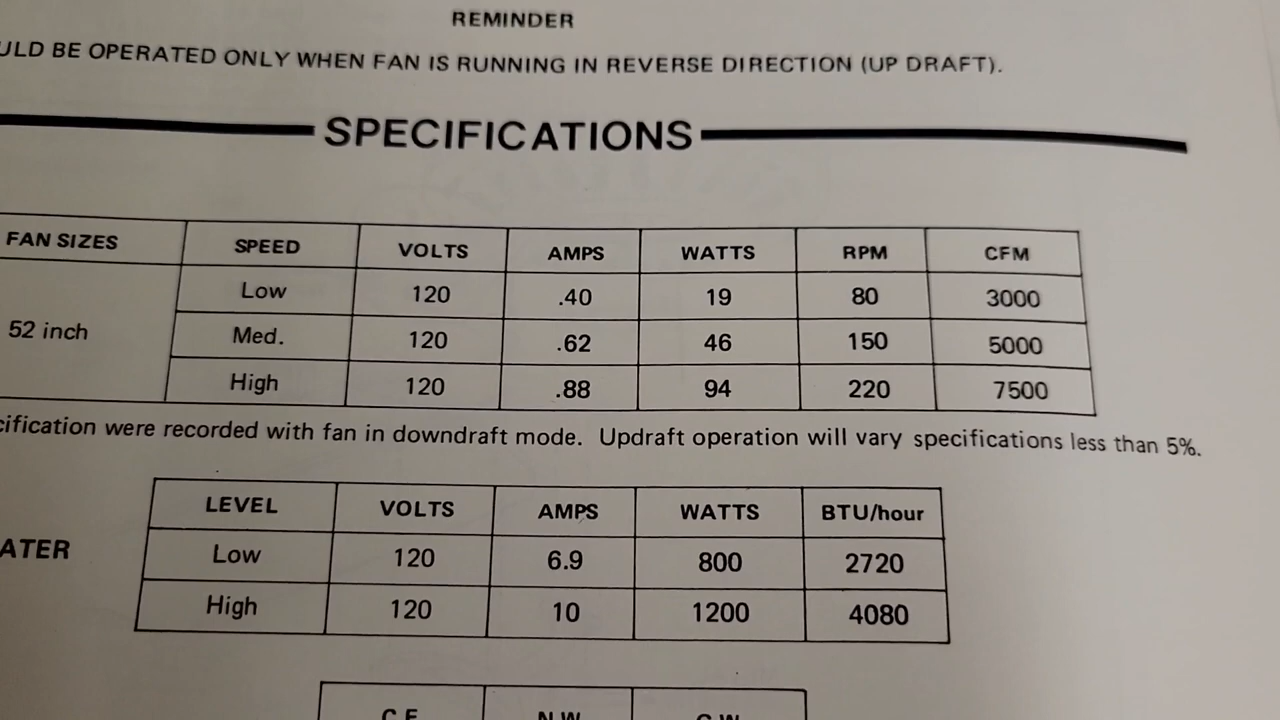 REMINDER
BE OPERATED ONLY WHEN FAN IS RUNNING IN REVERSE DIRECTION (UP DRAFT).
SPECIFICATIONS
FAN SIZES SPEED VOLTS AMPS WATTS RPM CFM
Low 120 .40 19 80 3000
52 inch Med. 120 .62 46 150 5000
High 120 .88 94 220 7500
were recorded with fan in downdraft mode. Updraft operation will vary specifications less than 5%.
LEVEL VOLTS AMPS WATTS BTU/hour
Low 120 6.9 800 2720
High 120 10 1200 4080